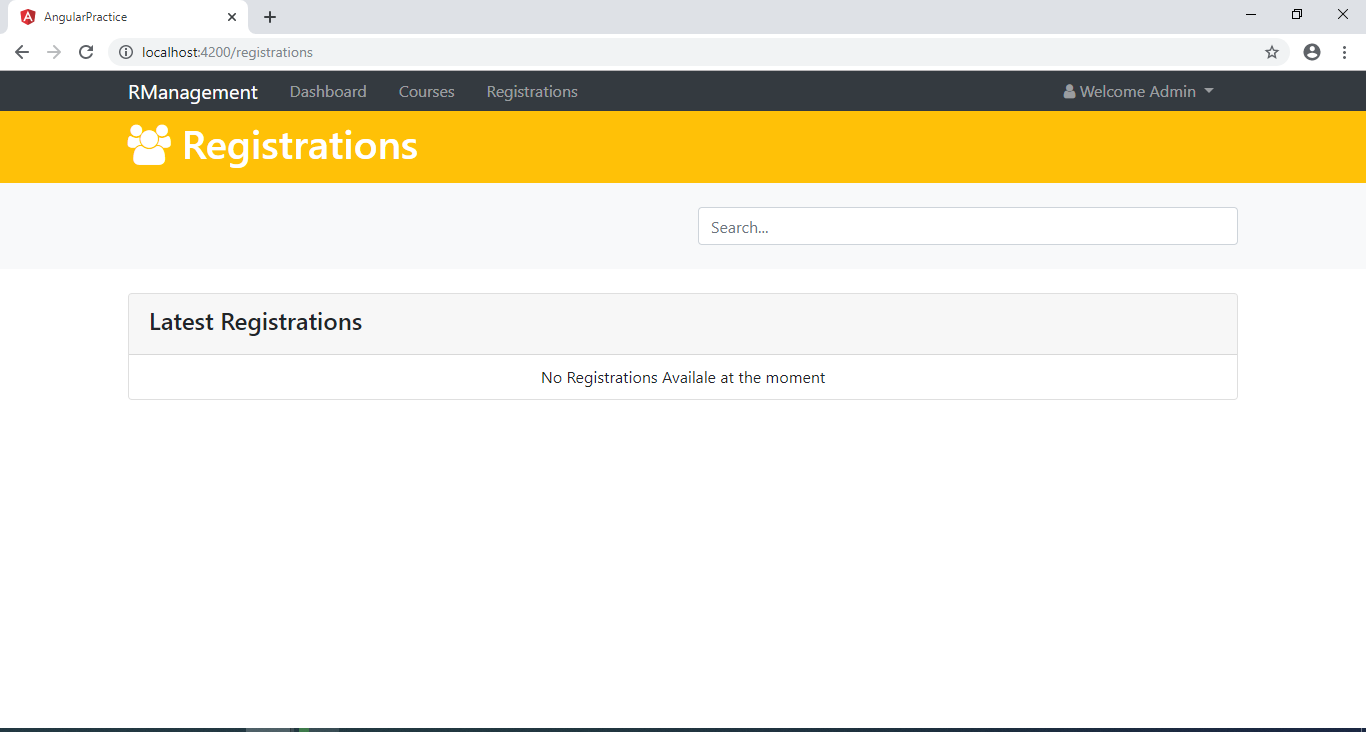 AngularPractice
localhost:4200/registrations
RManagement Dashboard Courses Registrations Welcome Admin
Registrations
Search...
Latest Registrations
No Registrations Availale at the moment